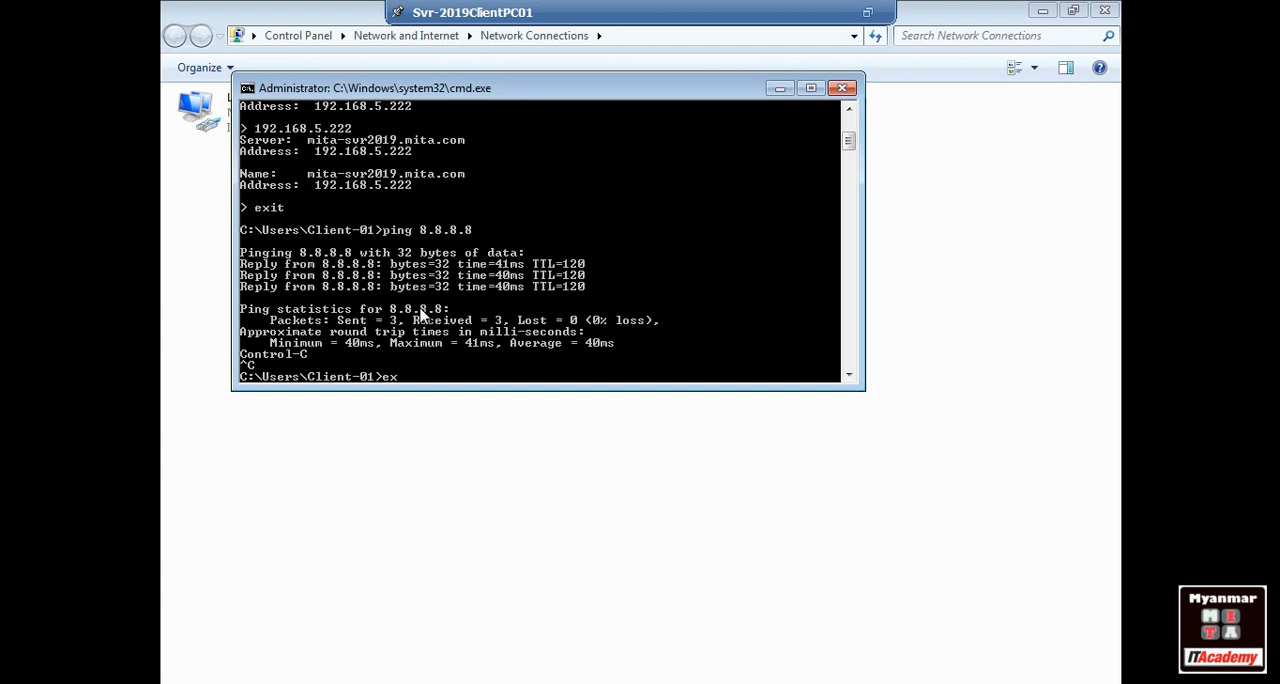 Svr-2019ClientPC01
Control Panel Network and Internet Network Connections
Search Network Connections
Organize
Administrator: C:\Windows\system32\cmd.exe
Address:  192.168.5.222
> 192.168.5.222
Server:  mita-svr2019.mita.com
Address:  192.168.5.222
Name:    mita-svr2019.mita.com
Address:  192.168.5.222
> exit
C:\Users\Client-01>ping 8.8.8.8
Pinging 8.8.8.8 with 32 bytes of data:
Reply from 8.8.8.8: bytes=32 time=41ms TTL=120
Reply from 8.8.8.8: bytes=32 time=40ms TTL=120
Reply from 8.8.8.8: bytes=32 time=40ms TTL=120
Ping statistics for 8.8.8.8:
Packets: Sent = 3, Received = 3, Lost = 0 (0% loss),
Approximate round trip times in milli-seconds:
Minimum = 40ms, Maximum = 41ms, Average = 40ms
Control-C
^C
C:\Users\Client-01>ex
Myanmar
M I
T A
ITAcademy